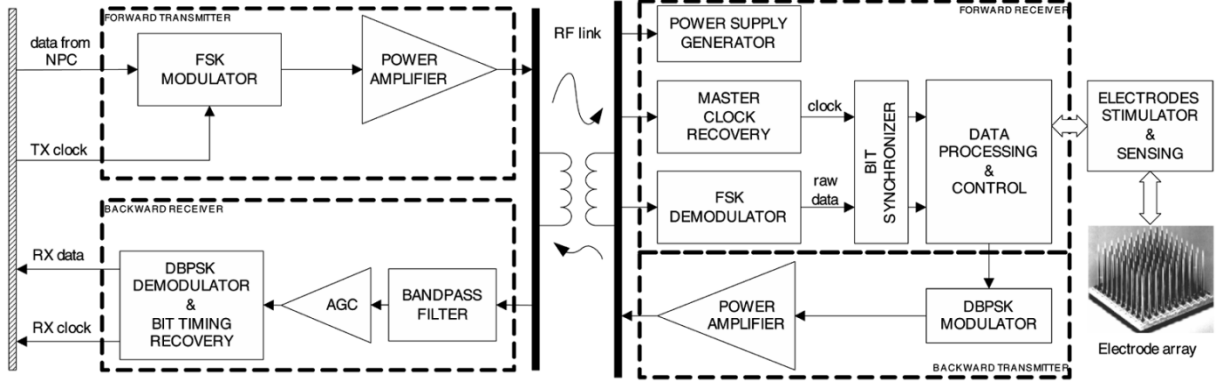 FORWARD TRANSMITTER
data from
NPC
FSK
MODULATOR
POWER
AMPLIFIER
TX clock
RF link
FORWARD RECEIVER
POWER SUPPLY
GENERATOR
MASTER
CLOCK
RECOVERY
clock
FSK
DEMODULATOR
raw
data
BIT
SYNCHRONIZER
DATA
PROCESSING
&
CONTROL
ELECTRODES
STIMULATOR
&
SENSING
BACKWARD RECEIVER
RX data
RX clock
DBPSK
DEMODULATOR
&
BIT TIMING
RECOVERY
AGC
BANDPASS
FILTER
POWER
AMPLIFIER
DBPSK
MODULATOR
BACKWARD TRANSMITTER
Electrode array